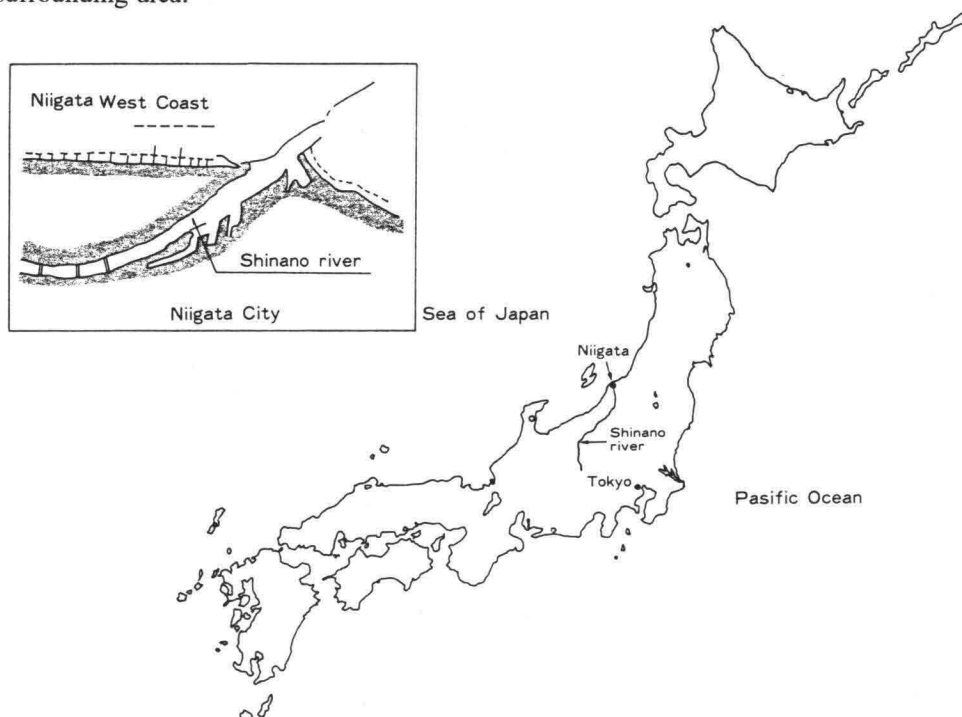 surrounding area.
Niigata West Coast
Shinano river
Niigata City
Sea of Japan
Niigata
Shinano
river
Tokyo
Pasific Ocean